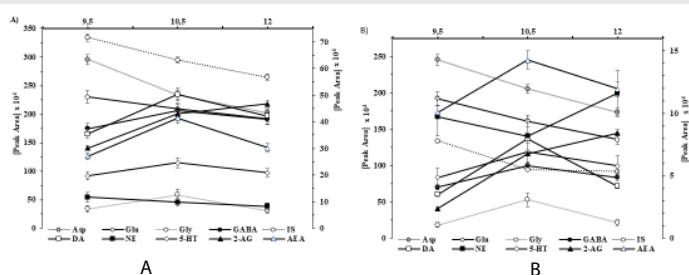 A)
9,5 10,5 12
350
300
250
200
150
100
50
0
[Peak Area] x 10⁴
70
60
50
40
30
20
10
0
[Peak Area] x 10⁴
Asp Glu Gly GABA IS
DA NE 5-HT 2-AG AEA
A
B)
9,5 10,5 12
250
200
150
100
50
0
[Peak Area] x 10⁴
15
10
5
0
[Peak Area] x 10⁴
Asp Glu Gly GABA IS
DA NE 5-HT 2-AG AEA
B